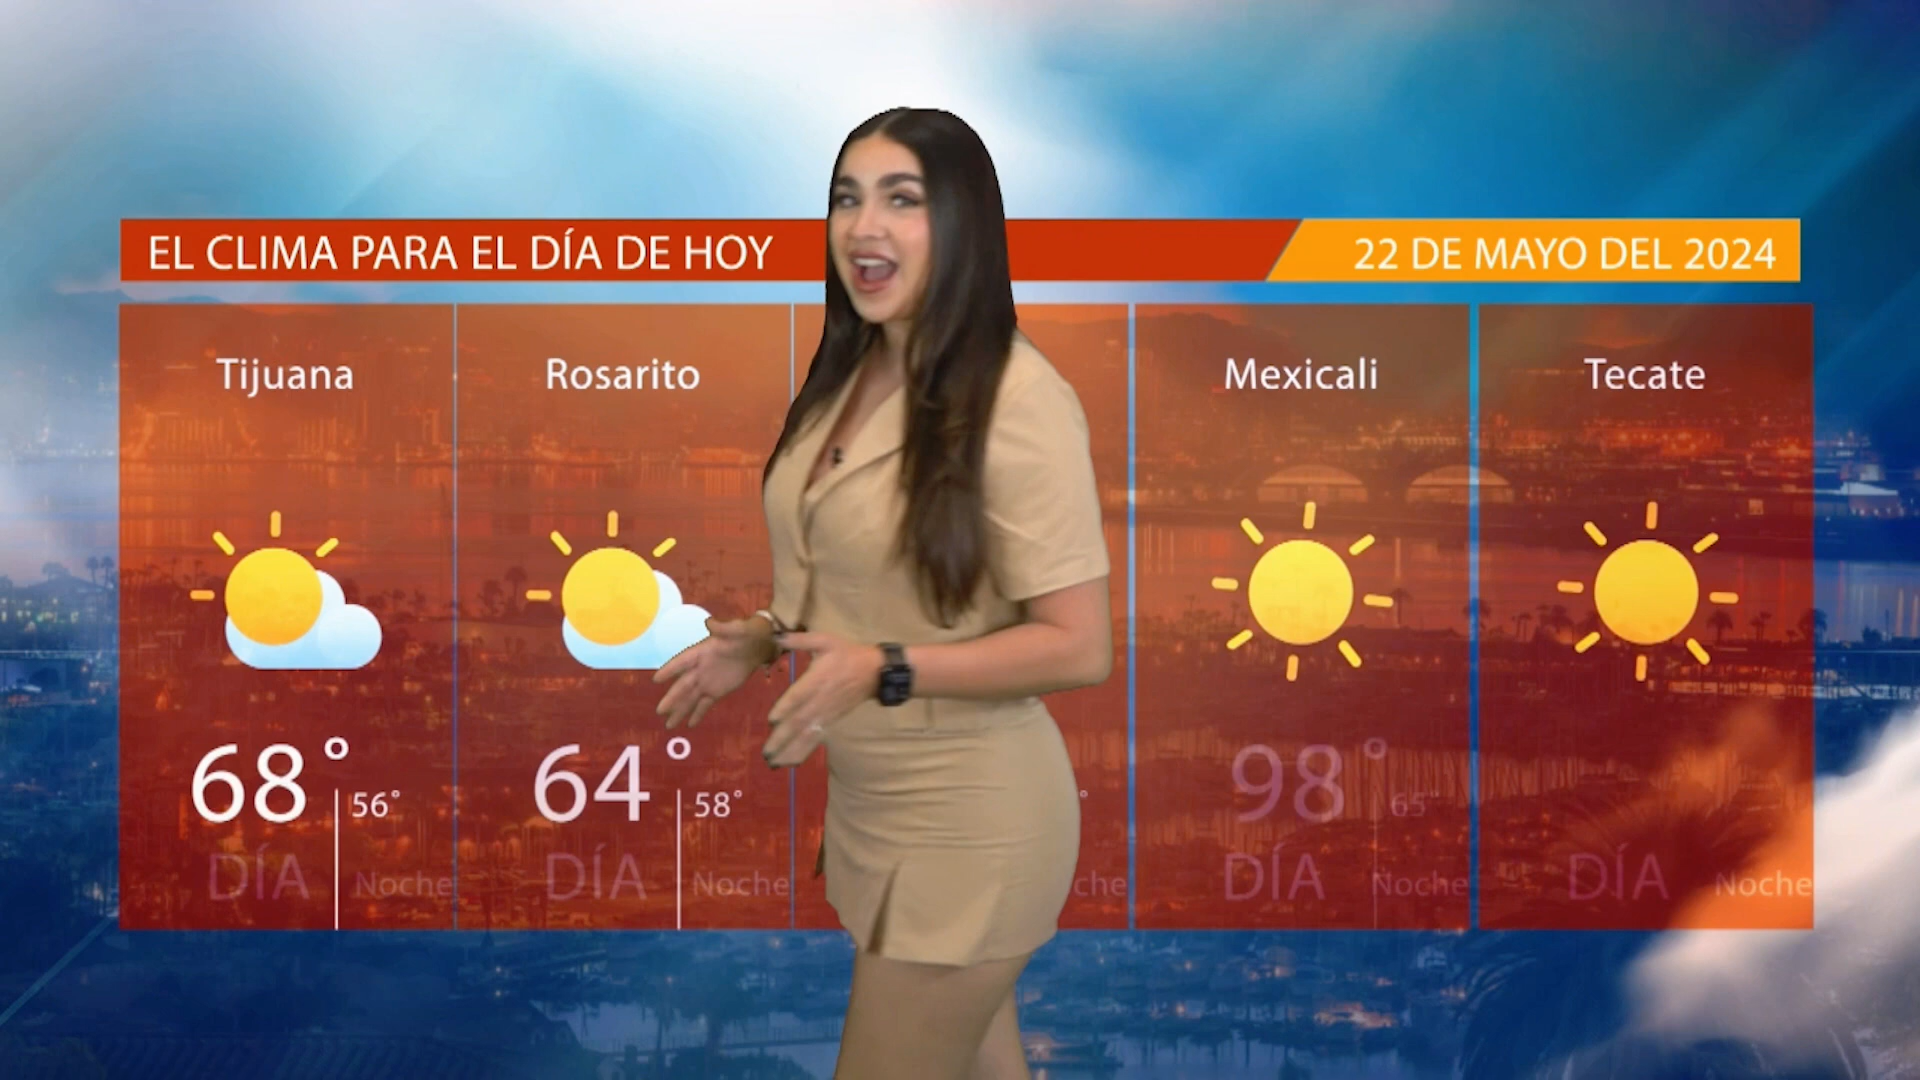 EL CLIMA PARA EL DÍA DE HOY
22 DE MAYO DEL 2024
Tijuana
Rosarito
Mexicali
Tecate
68°
56°
64°
58°
98°
65°
DÍA
Noche
DÍA
Noche
che
DÍA
Noche
DÍA
Noche